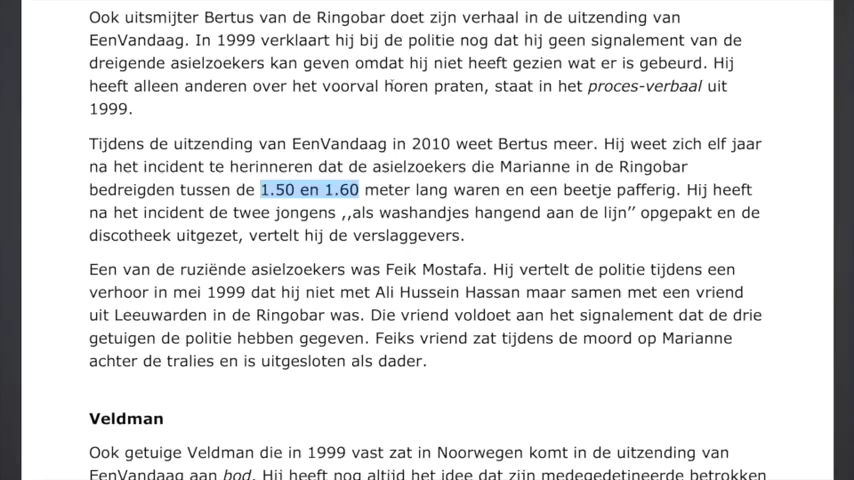 Ook uitsmijter Bertus van de Ringobar doet zijn verhaal in de uitzending van
EenVandaag. In 1999 verklaart hij bij de politie nog dat hij geen signalement van de
dreigende asielzoekers kan geven omdat hij niet heeft gezien wat er is gebeurd. Hij
heeft alleen anderen over het voorval horen praten, staat in het proces-verbaal uit
1999.
Tijdens de uitzending van EenVandaag in 2010 weet Bertus meer. Hij weet zich elf jaar
na het incident te herinneren dat de asielzoekers die Marianne in de Ringobar
bedreigden tussen de 1.50 en 1.60 meter lang waren en een beetje pafferig. Hij heeft
na het incident de twee jongens ,,als washandjes hangend aan de lijn’’ opgepakt en de
discotheek uitgezet, vertelt hij de verslaggevers.
Een van de ruziënde asielzoekers was Feik Mostafa. Hij vertelt de politie tijdens een
verhoor in mei 1999 dat hij niet met Ali Hussein Hassan maar samen met een vriend
uit Leeuwarden in de Ringobar was. Die vriend voldoet aan het signalement dat de drie
getuigen de politie hebben gegeven. Feiks vriend zat tijdens de moord op Marianne
achter de tralies en is uitgesloten als dader.
Veldman
Ook getuige Veldman die in 1999 vast zat in Noorwegen komt in de uitzending van
EenVandaag aan bod. Hij heeft nog altijd het idee dat zijn medegedetineerde betrokken